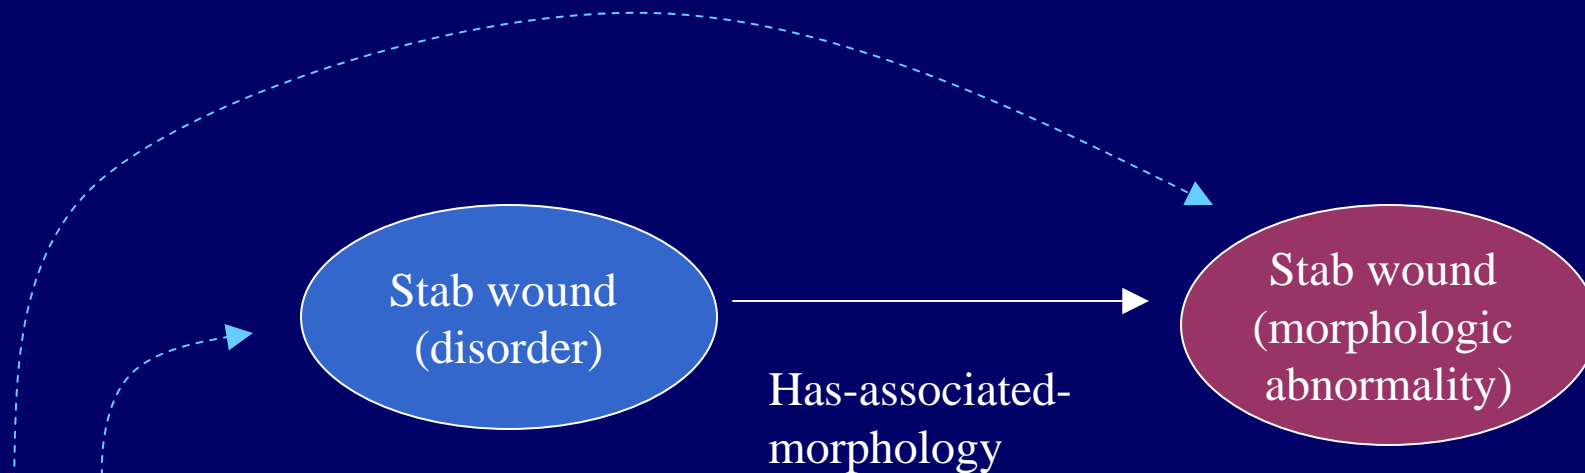 Stab wound
(disorder)
Has-associated-
morphology
Stab wound
(morphologic
abnormality)